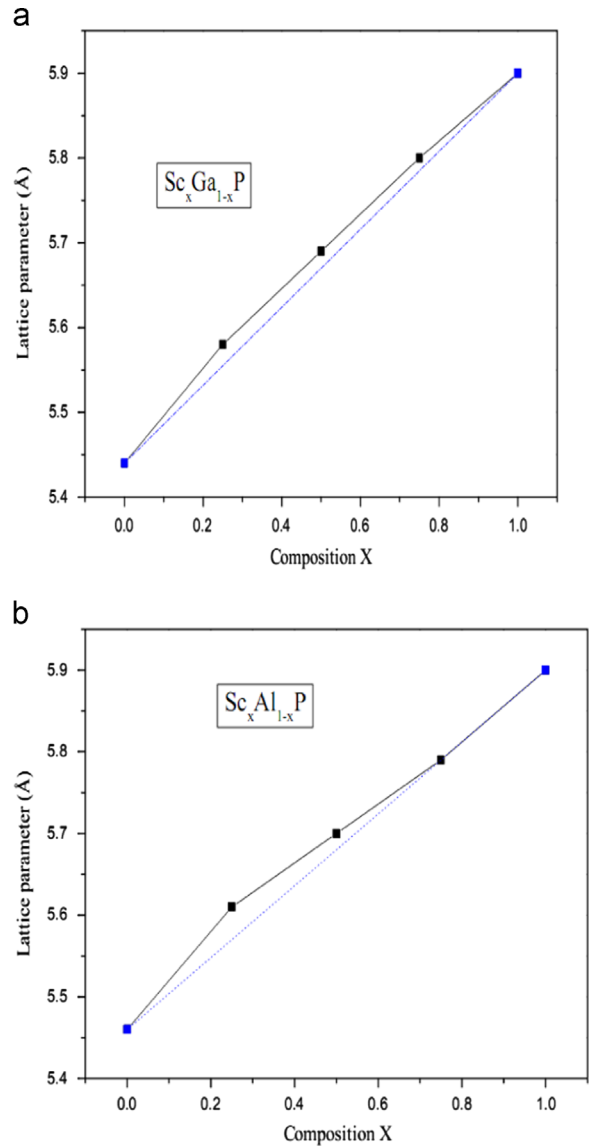 a
5.9
5.8
5.7
5.6
5.5
5.4
Lattice parameter (Å)
ScₓGa₁₋ₓP
0.0 0.2 0.4 0.6 0.8 1.0
Composition X
b
5.9
5.8
5.7
5.6
5.5
5.4
Lattice parameter (Å)
ScₓAl₁₋ₓP
0.0 0.2 0.4 0.6 0.8 1.0
Composition X